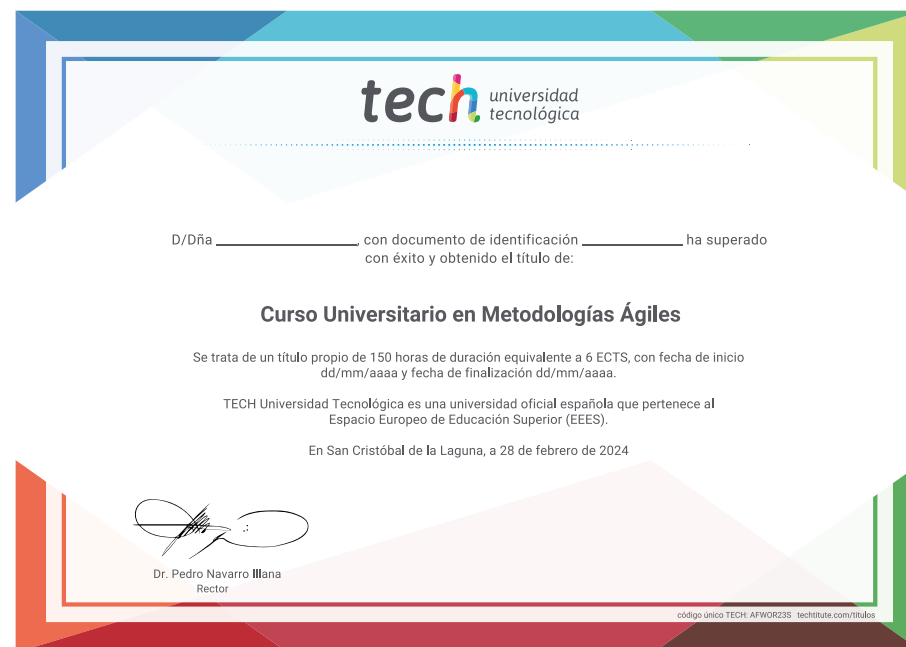 tech universidad
tecnológica
D/Dña ____________, con documento de identificación ____________ ha superado
con éxito y obtenido el título de:
Curso Universitario en Metodologías Ágiles
Se trata de un título propio de 150 horas de duración equivalente a 6 ECTS, con fecha de inicio
dd/mm/aaaa y fecha de finalización dd/mm/aaaa.
TECH Universidad Tecnológica es una universidad oficial española que pertenece al
Espacio Europeo de Educación Superior (EEES).
En San Cristóbal de la Laguna, a 28 de febrero de 2024
Dr. Pedro Navarro Illana
Rector
código único TECH: AFWOR23S techtitute.com/titulos